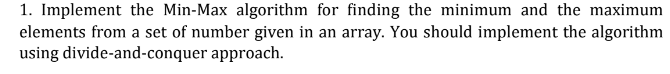 1. Implement the Min-Max algorithm for finding the minimum and the maximum
elements from a set of number given in an array. You should implement the algorithm
using divide-and-conquer approach.